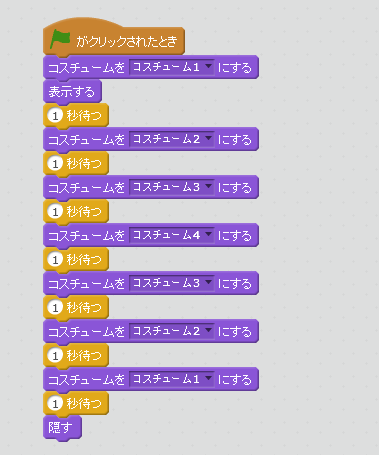 がクリックされたとき
コスチュームを コスチューム1 にする
表示する
1 秒待つ
コスチュームを コスチューム2 にする
1 秒待つ
コスチュームを コスチューム3 にする
1 秒待つ
コスチュームを コスチューム4 にする
1 秒待つ
コスチュームを コスチューム3 にする
1 秒待つ
コスチュームを コスチューム2 にする
1 秒待つ
コスチュームを コスチューム1 にする
1 秒待つ
隠す